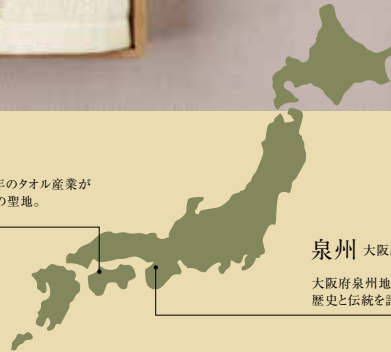 年のタオル産業が
の聖地。
泉州 大阪
大阪府泉州地
歴史と伝統を